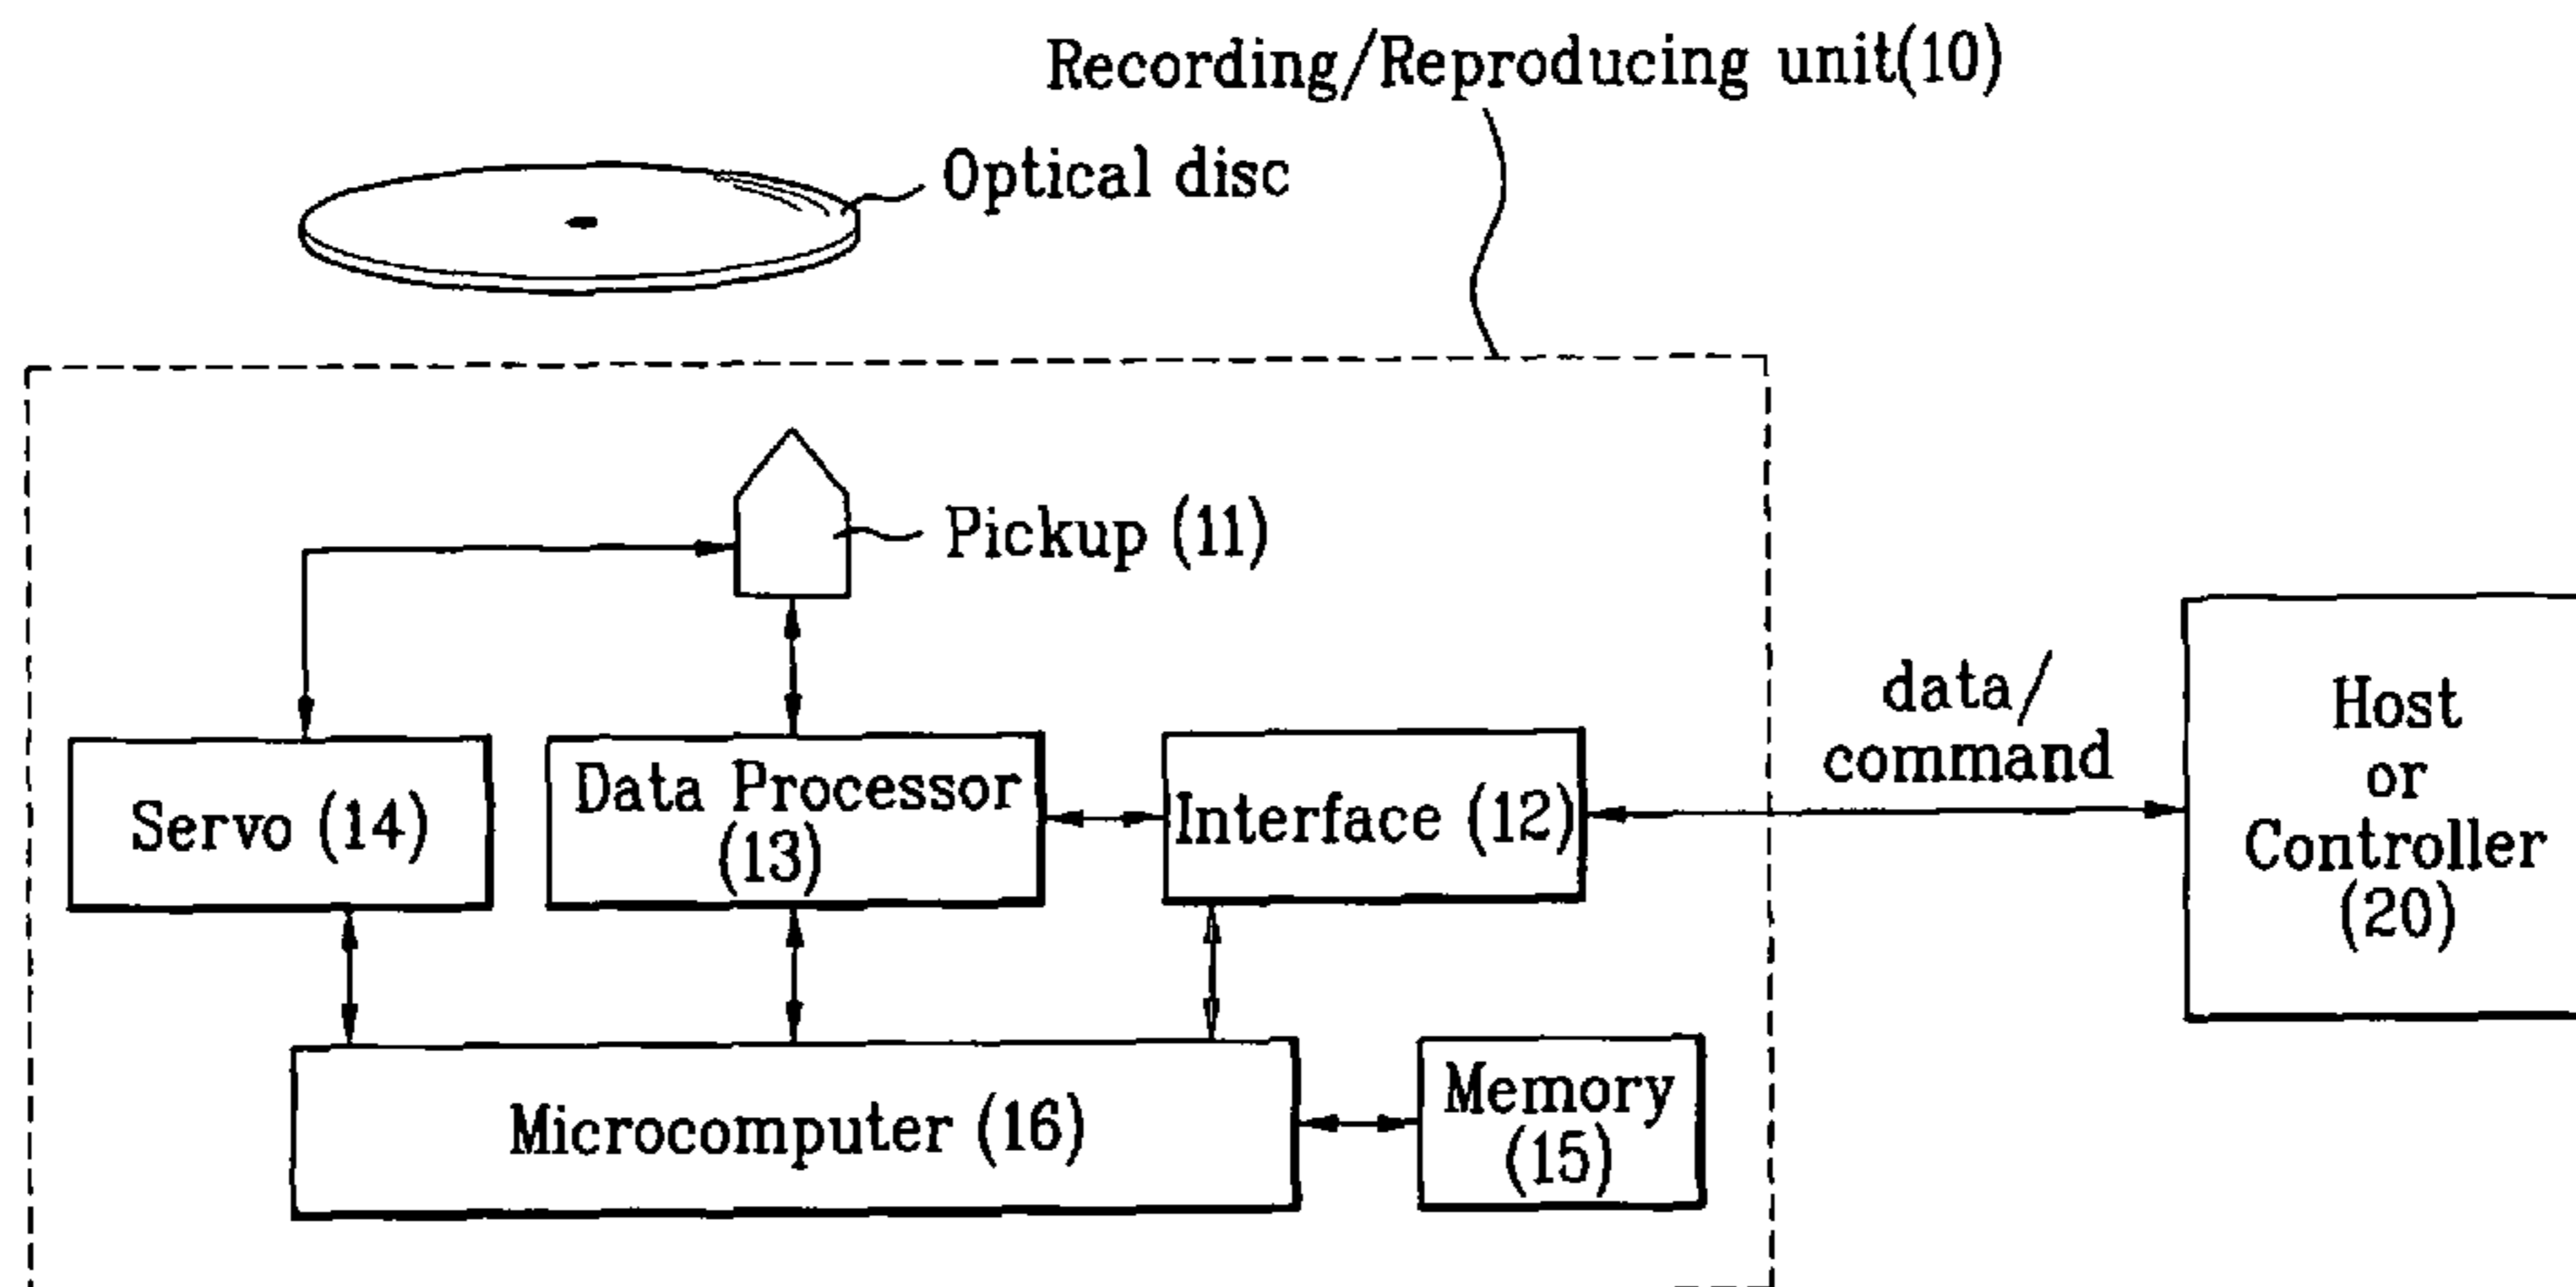 Recording/Reproducing unit(10)
Optical disc
Pickup (11)
data/
command
Host
or
Controller
(20)
Servo (14)
Data Processor
(13)
Interface (12)
Microcomputer (16)
Memory
(15)